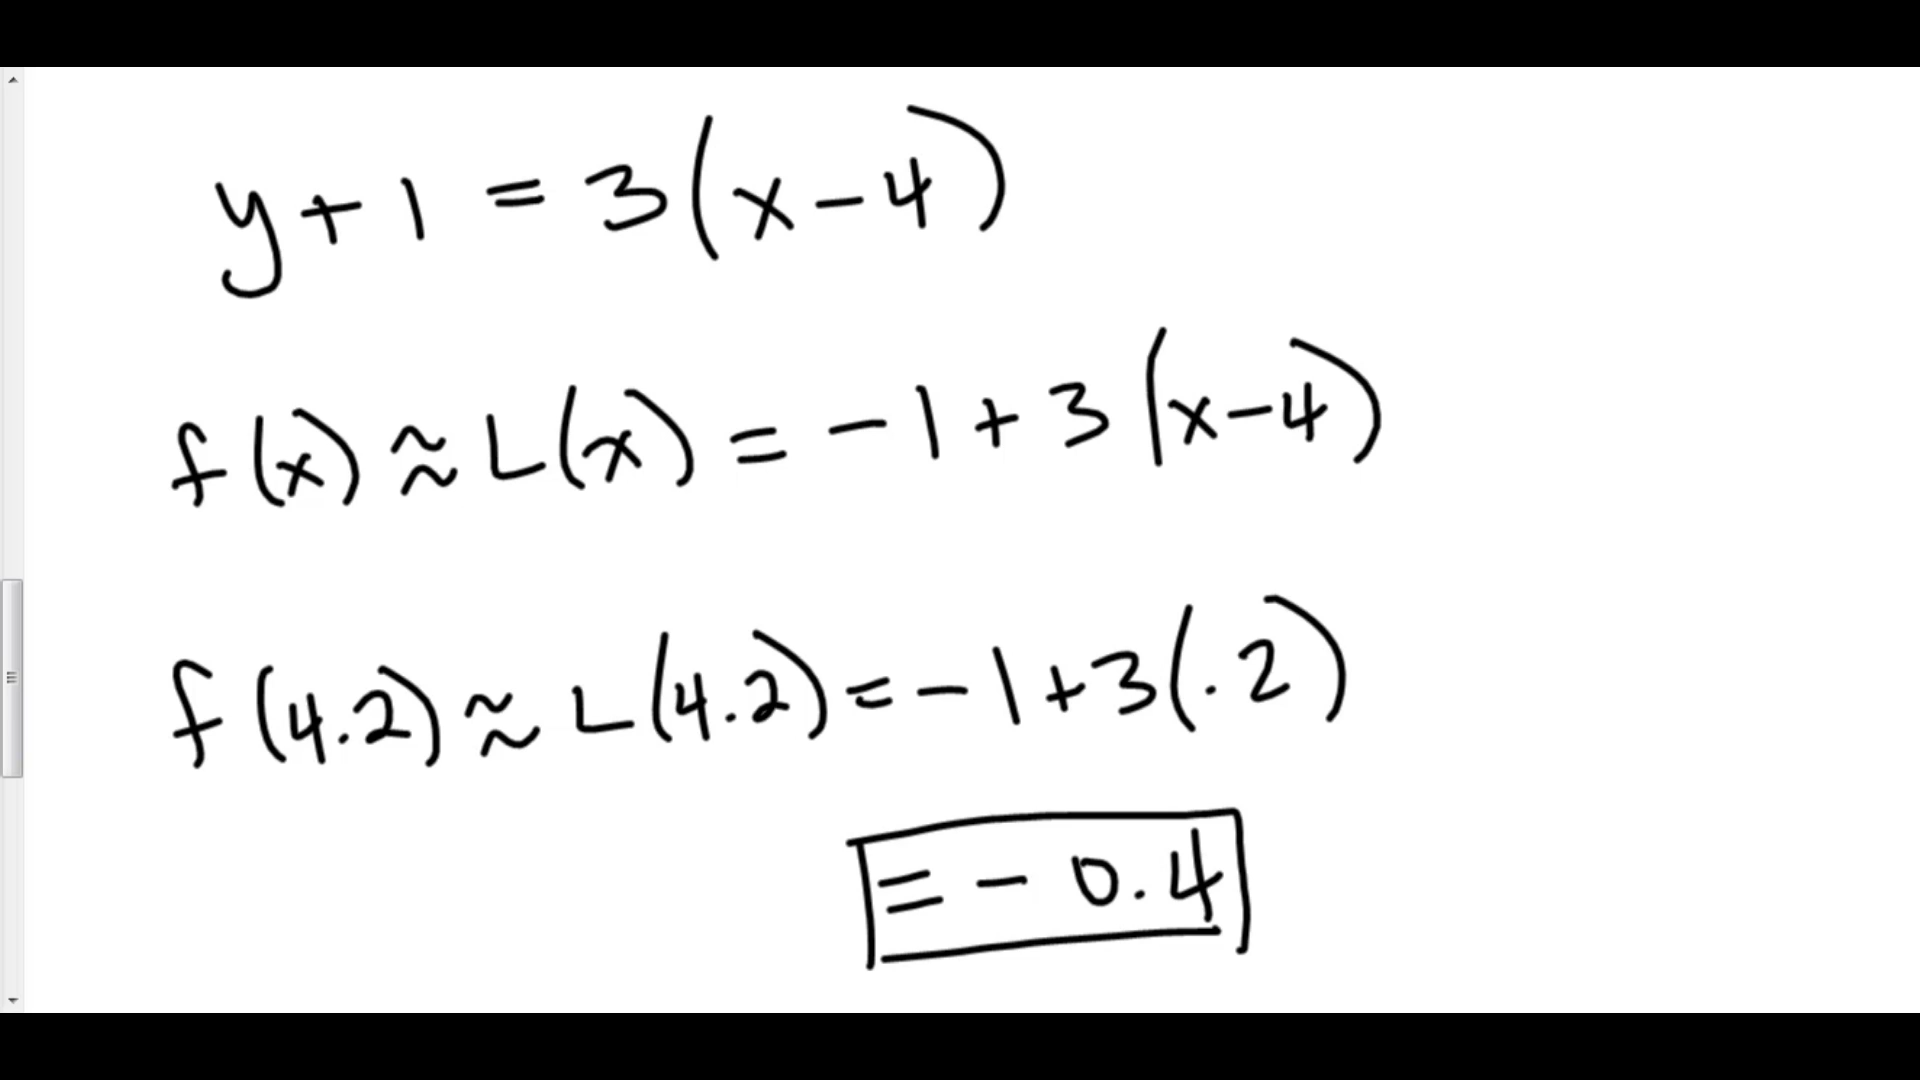 y + 1 = 3(x - 4)
f(x) ≈ L(x) = -1 + 3(x - 4)
f(4.2) ≈ L(4.2) = -1 + 3(.2)
= -0.4